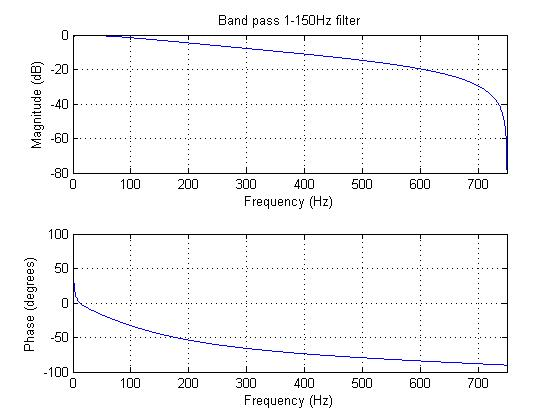 Band pass 1-150Hz filter
0
-20
-40
-60
-80
Magnitude (dB)
0 100 200 300 400 500 600 700
Frequency (Hz)
100
50
0
-50
-100
Phase (degrees)
0 100 200 300 400 500 600 700
Frequency (Hz)